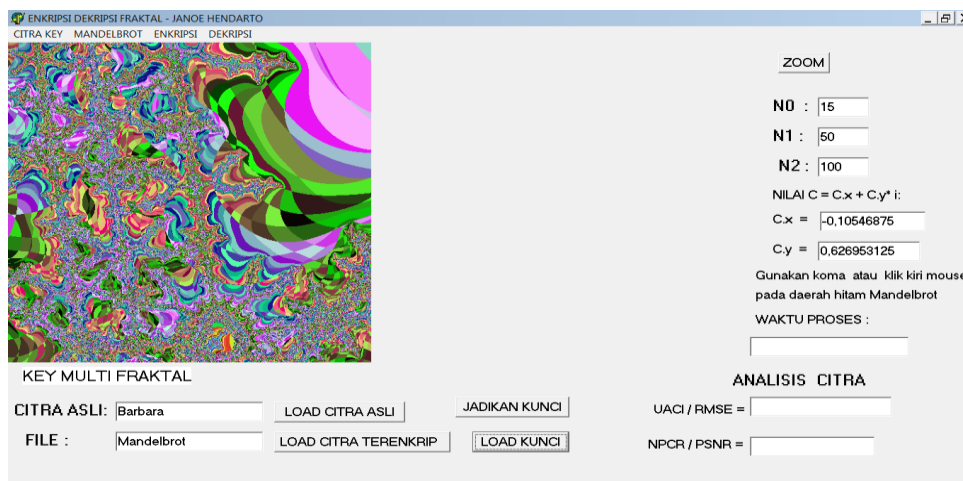 ENKRIPSI DEKRIPSI FRAKTAL - JANOE HENDARTO
CITRA KEY MANDELBROT ENKRIPSI DEKRIPSI
ZOOM
N0 : 15
N1 : 50
N2 : 100
NILAI C = C.x + C.y* i:
C.x = -0,10546875
C.y = 0,626953125
Gunakan koma atau klik kiri mouse
pada daerah hitam Mandelbrot
WAKTU PROSES :
KEY MULTI FRAKTAL
ANALISIS CITRA
CITRA ASLI: Barbara LOAD CITRA ASLI JADIKAN KUNCI UACI / RMSE =
FILE : Mandelbrot LOAD CITRA TERENKRIP LOAD KUNCI NPCR / PSNR =